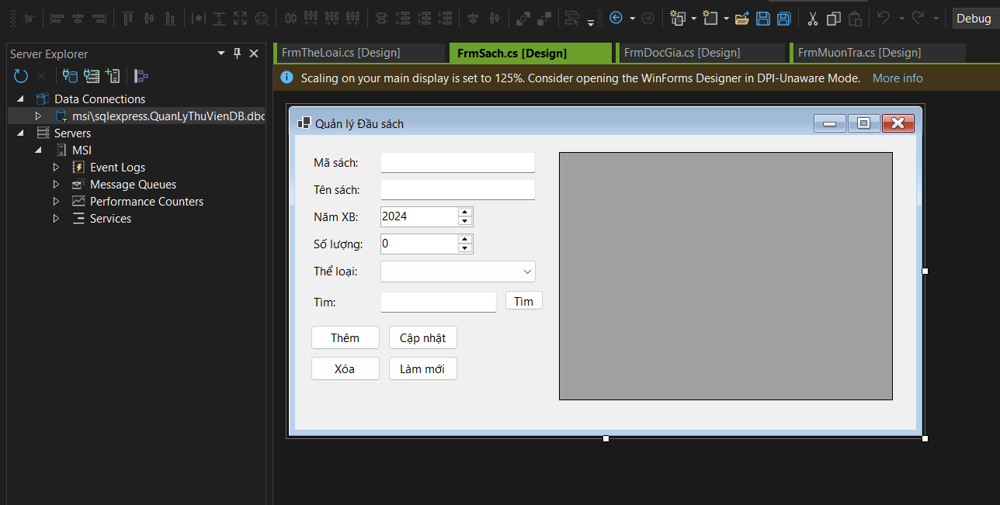 Debug
Server Explorer
Data Connections
msi\sqlexpress.QuanLyThuVienDB.dbo
Servers
MSI
Event Logs
Message Queues
Performance Counters
Services
FrmTheLoai.cs [Design]
FrmSach.cs [Design]
FrmDocGia.cs [Design]
FrmMuonTra.cs [Design]
Scaling on your main display is set to 125%. Consider opening the WinForms Designer in DPI-Unaware Mode. More info
Quản lý Đầu sách
Mã sách:
Tên sách:
Năm XB: 2024
Số lượng: 0
Thể loại:
Tìm: Tìm
Thêm Cập nhật
Xóa Làm mới